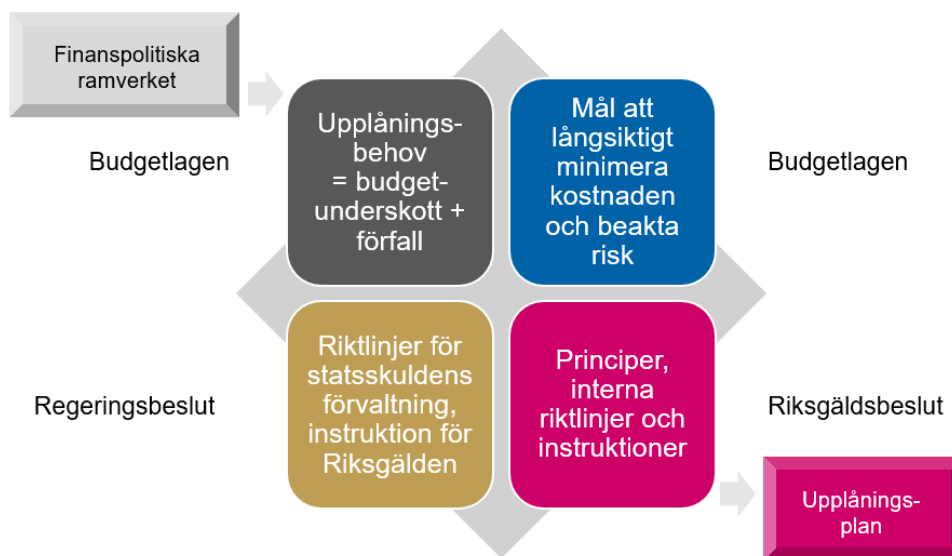 Finanspolitiska
ramverket
Budgetlagen
Upplånings-
behov
= budget-
underskott +
förfall
Mål att
långsiktigt
minimera
kostnaden
och beakta
risk
Budgetlagen
Regeringsbeslut
Riktlinjer för
statsskuldens
förvaltning,
instruktion för
Riksgälden
Principer,
interna
riktlinjer och
instruktioner
Riksgäldsbeslut
Upplånings-
plan